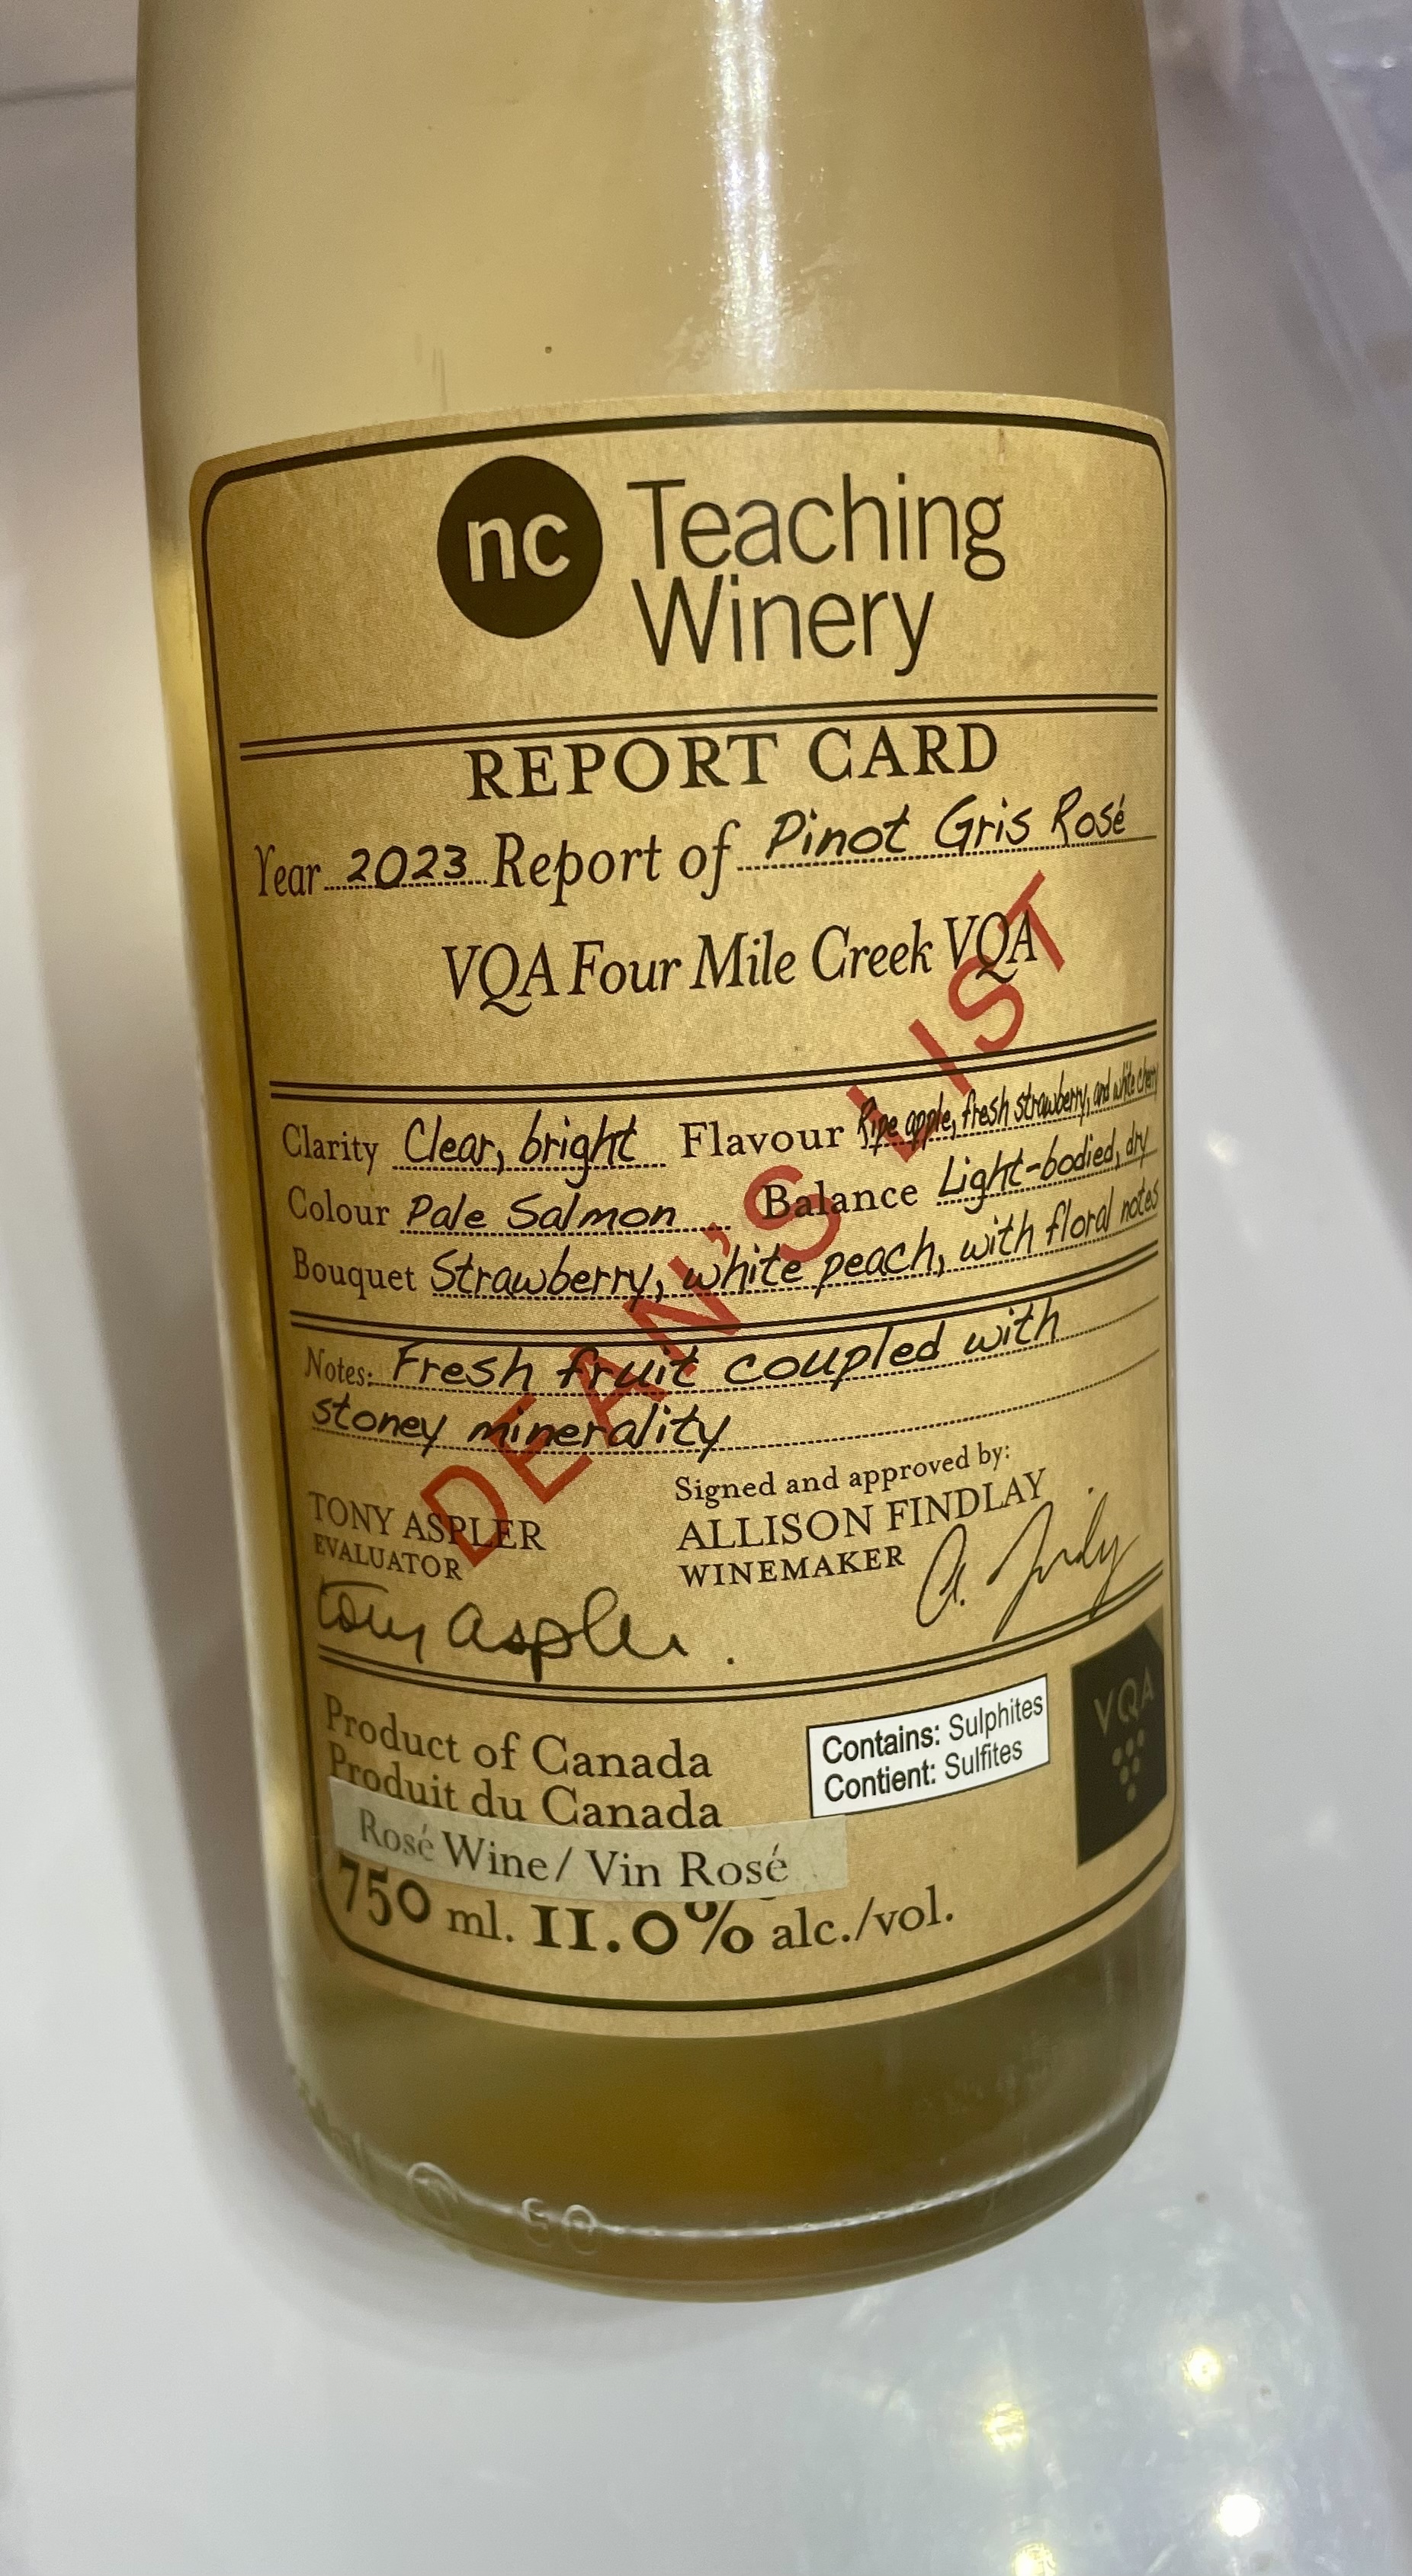 nc Teaching
Winery
REPORT CARD
Year 2023 Report of Pinot Gris Rosé
VQA Four Mile Creek VQA
DEAN'S LIST
Clarity Clear, bright Flavour Ripe apple, fresh strawberry, and white cherry
Colour Pale Salmon Balance Light-bodied, dry
Bouquet Strawberry, white peach, with floral notes
Notes: Fresh fruit coupled with
stoney minerality
TONY ASPLER
EVALUATOR
Tony Aspler.
Signed and approved by:
ALLISON FINDLAY
WINEMAKER
Product of Canada
Produit du Canada
Rosé Wine / Vin Rosé
750 ml. 11.0% alc./vol.
Contains: Sulphites
Contient: Sulfites
VQA
50